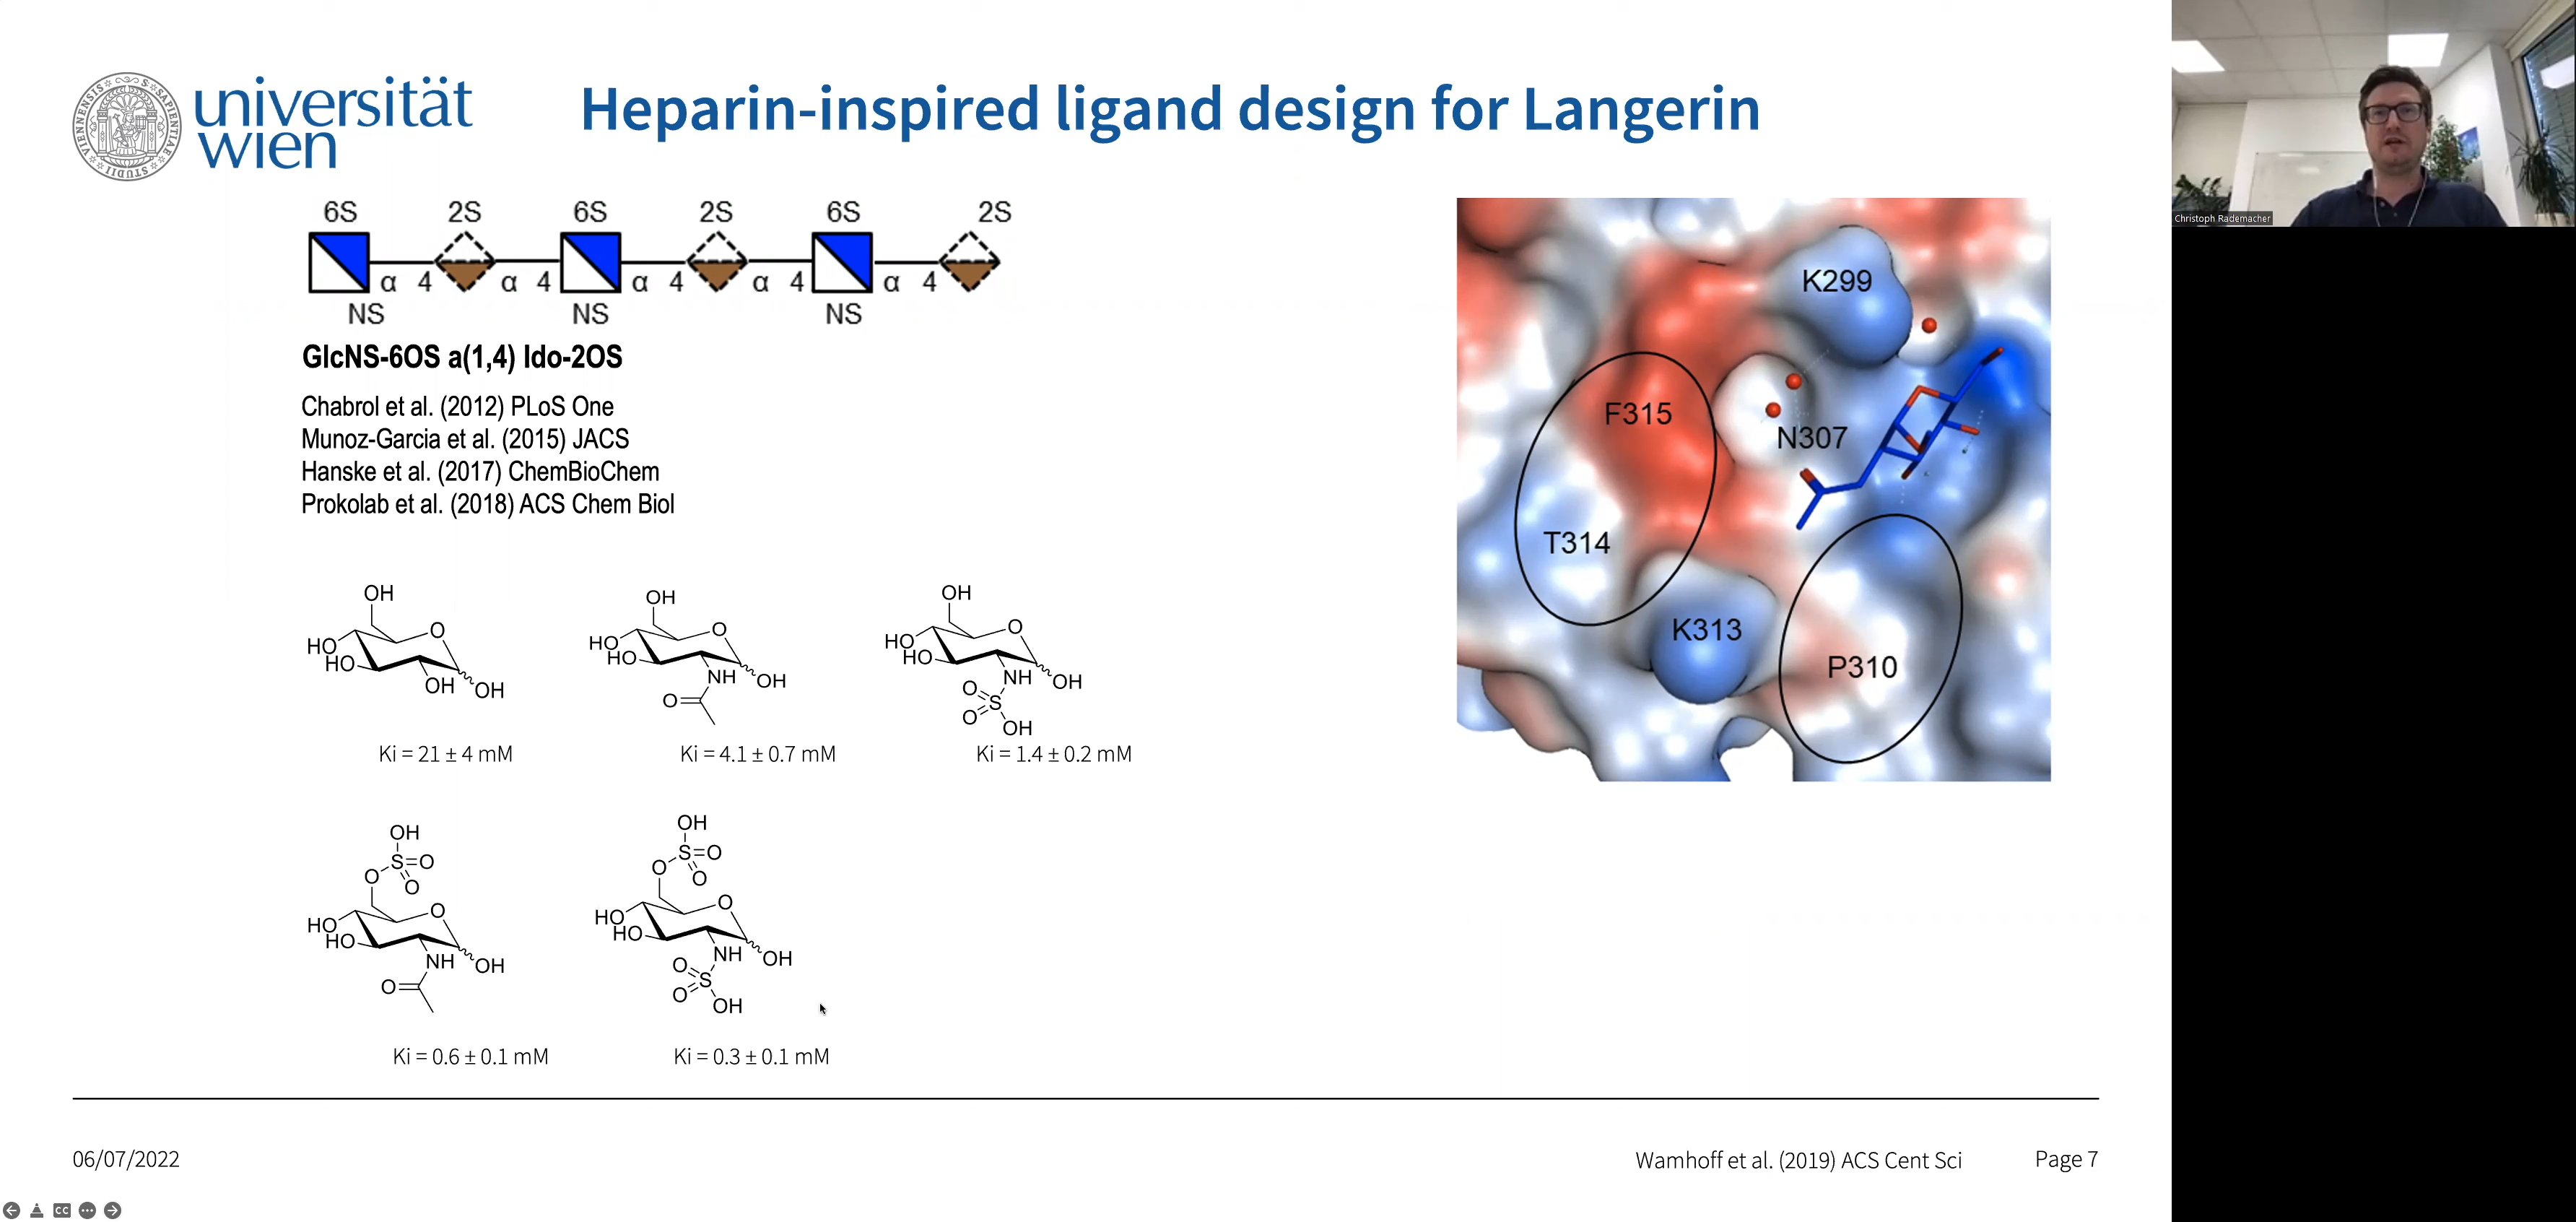 universität
wien
Heparin-inspired ligand design for Langerin
6S 2S 6S 2S 6S 2S
α 4 α 4 α 4 α 4 α 4
NS NS NS
GlcNS-6OS a(1,4) Ido-2OS
Chabrol et al. (2012) PLoS One
Munoz-Garcia et al. (2015) JACS
Hanske et al. (2017) ChemBioChem
Prokolab et al. (2018) ACS Chem Biol
OH
O
HO
HO
OH
OH
Ki = 21 ± 4 mM
OH
O
HO
HO
NH
OH
O
Ki = 4.1 ± 0.7 mM
OH
O
HO
HO
NH
OH
O
S
O
OH
Ki = 1.4 ± 0.2 mM
OH
S=O
O
O
O
HO
HO
NH
OH
O
Ki = 0.6 ± 0.1 mM
OH
S=O
O
O
O
HO
HO
NH
OH
O
S
O
OH
Ki = 0.3 ± 0.1 mM
K299
F315
N307
T314
K313
P310
Christoph Rademacher
06/07/2022
Wamhoff et al. (2019) ACS Cent Sci
Page 7
CC